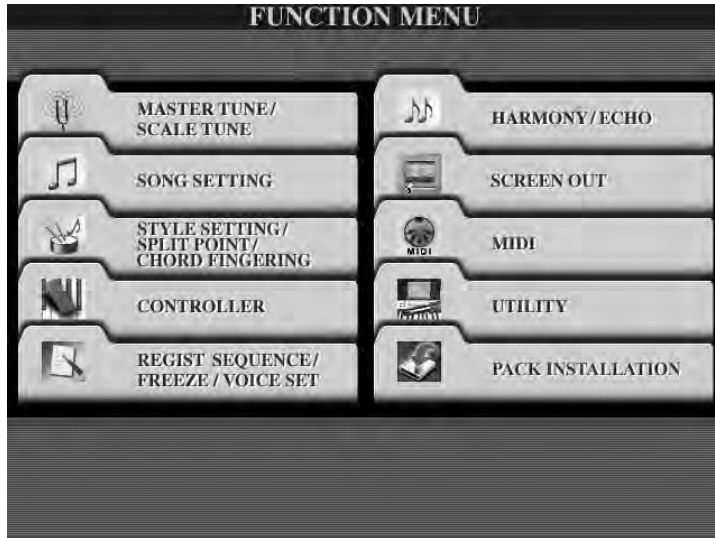 FUNCTION MENU
MASTER TUNE/
SCALE TUNE
SONG SETTING
STYLE SETTING/
SPLIT POINT/
CHORD FINGERING
CONTROLLER
REGIST SEQUENCE/
FREEZE / VOICE SET
HARMONY/ECHO
SCREEN OUT
MIDI
MIDI
UTILITY
PACK INSTALLATION